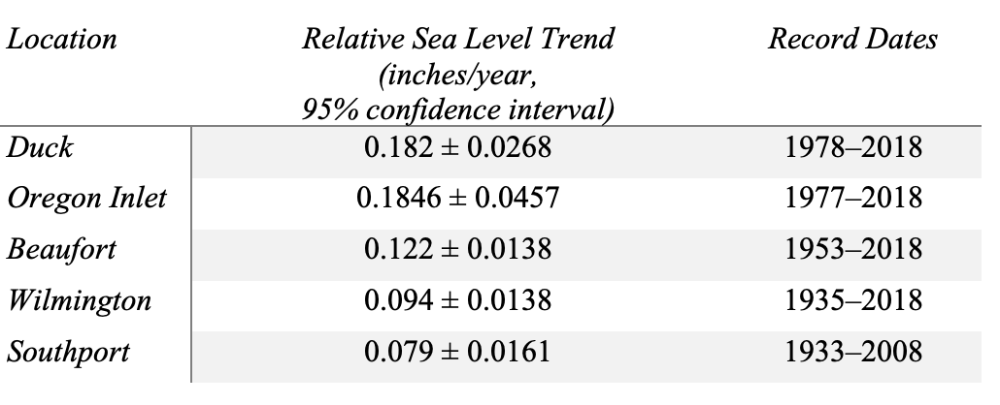 Location Relative Sea Level Trend Record Dates
(inches/year,
95% confidence interval)
Duck 0.182 ± 0.0268 1978–2018
Oregon Inlet 0.1846 ± 0.0457 1977–2018
Beaufort 0.122 ± 0.0138 1953–2018
Wilmington 0.094 ± 0.0138 1935–2018
Southport 0.079 ± 0.0161 1933–2008